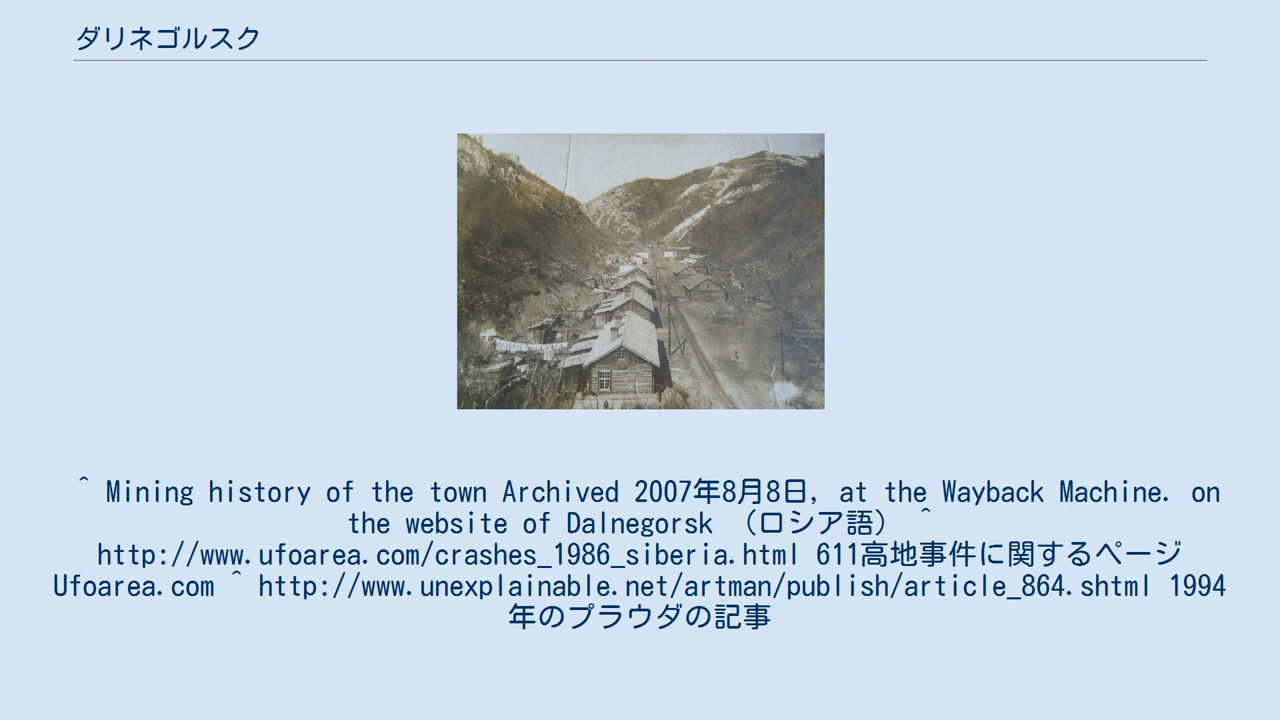 ダリネゴルスク
^ Mining history of the town Archived 2007年8月8日, at the Wayback Machine. on
the website of Dalnegorsk （ロシア語） ^
http://www.ufoarea.com/crashes_1986_siberia.html 611高地事件に関するページ
Ufoarea.com ^ http://www.unexplainable.net/artman/publish/article_864.shtml 1994
年のプラウダの記事